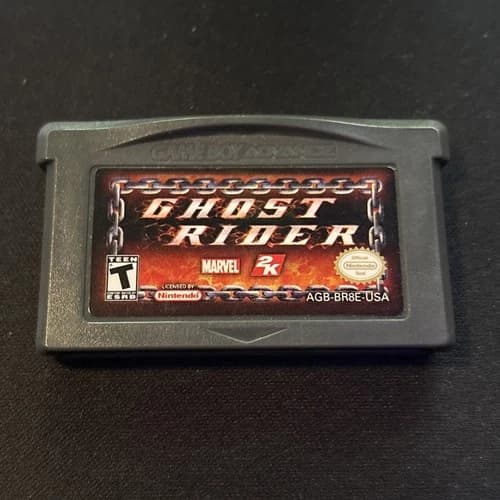 GAME BOY ADVANCE
GHOST
RIDER
TEEN
T
ESRB
MARVEL
2K
LICENSED BY
Nintendo
Official
Nintendo
Seal
AGB-BR8E-USA